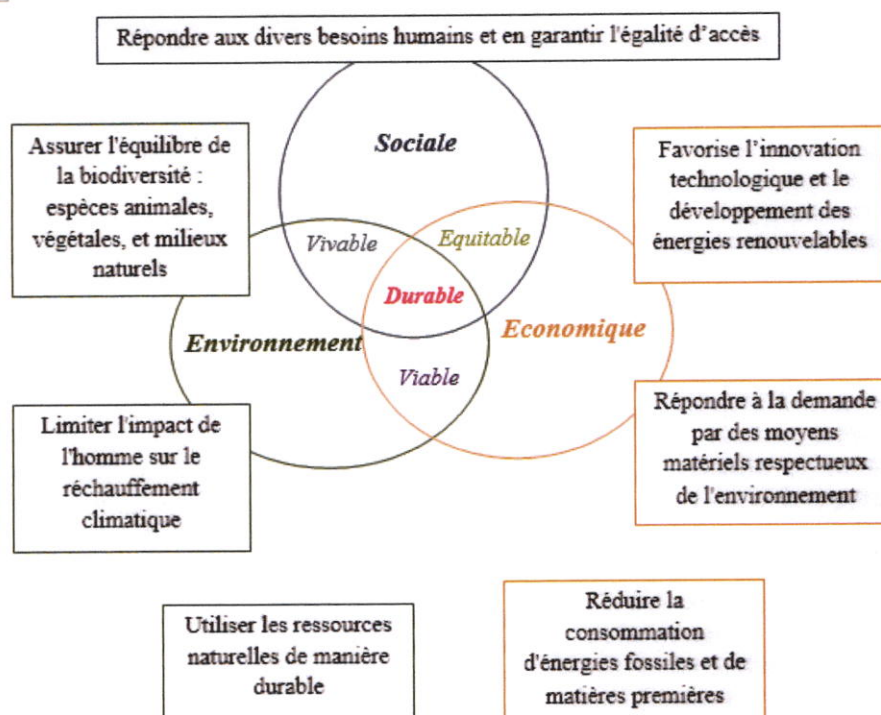 Répondre aux divers besoins humains et en garantir l'égalité d'accès
Sociale
Assurer l'équilibre de
la biodiversité :
espèces animales,
végétales, et milieux
naturels
Favorise l'innovation
technologique et le
développement des
énergies renouvelables
Vivable
Equitable
Durable
Environnement
Economique
Viable
Limiter l'impact de
l'homme sur le
réchauffement
climatique
Répondre à la demande
par des moyens
matériels respectueux
de l'environnement
Utiliser les ressources
naturelles de manière
durable
Réduire la
consommation
d'énergies fossiles et de
matières premières